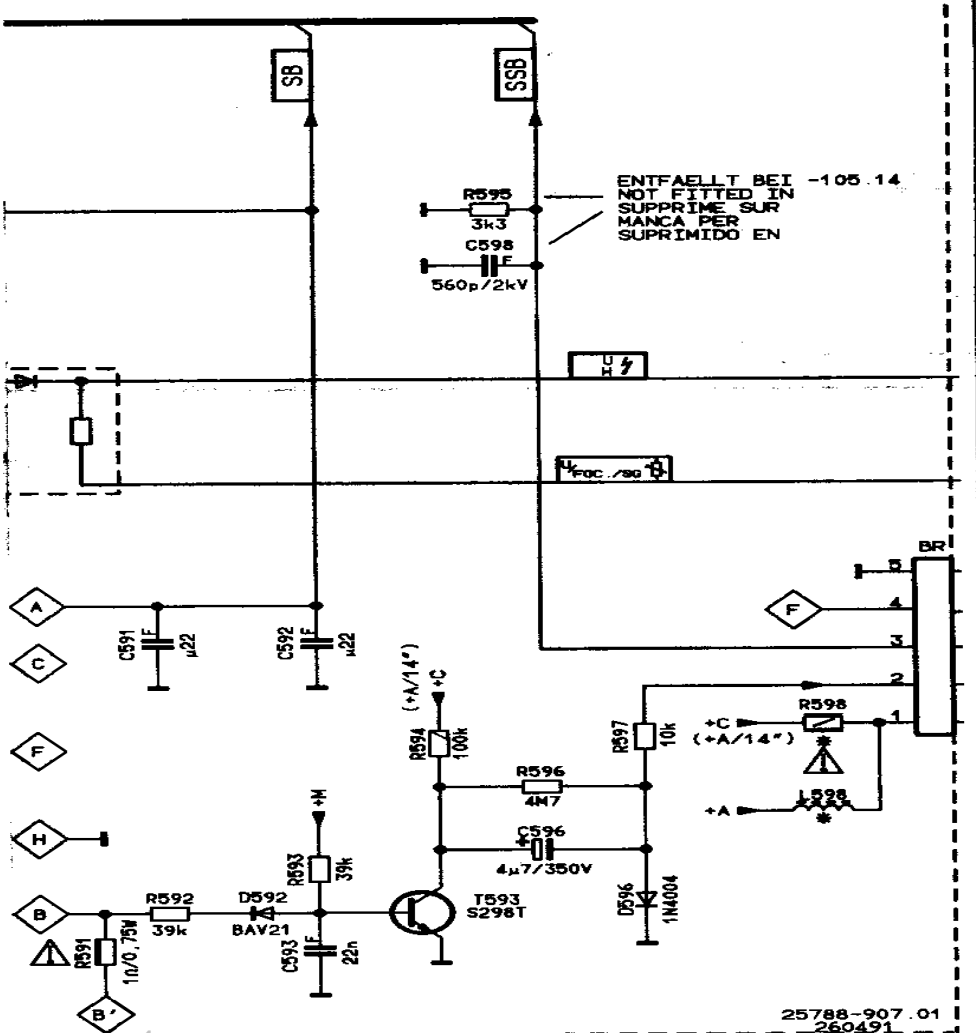 SB
SSB
ENTFAELLT BEI -105.14
NOT FITTED IN
SUPPRIME SUR
MANCA PER
SUPRIMIDO EN
R595
3k3
C598
F
560p/2kV
U
H
U/FOC./SG
BR
5
4
3
2
1
A
C591
F
µ22
C592
F
µ22
F
C
(+A/14")
+C
R594
100k
R597
10k
+C
(+A/14")
R598
*
F
R596
4M7
+A
L598
*
+M
H
R593
39k
+
C596
4µ7/350V
D596
1N4004
B
R592
39k
D592
BAV21
T593
S298T
R591
C593
F
22n
B'
25788-907.01
260491